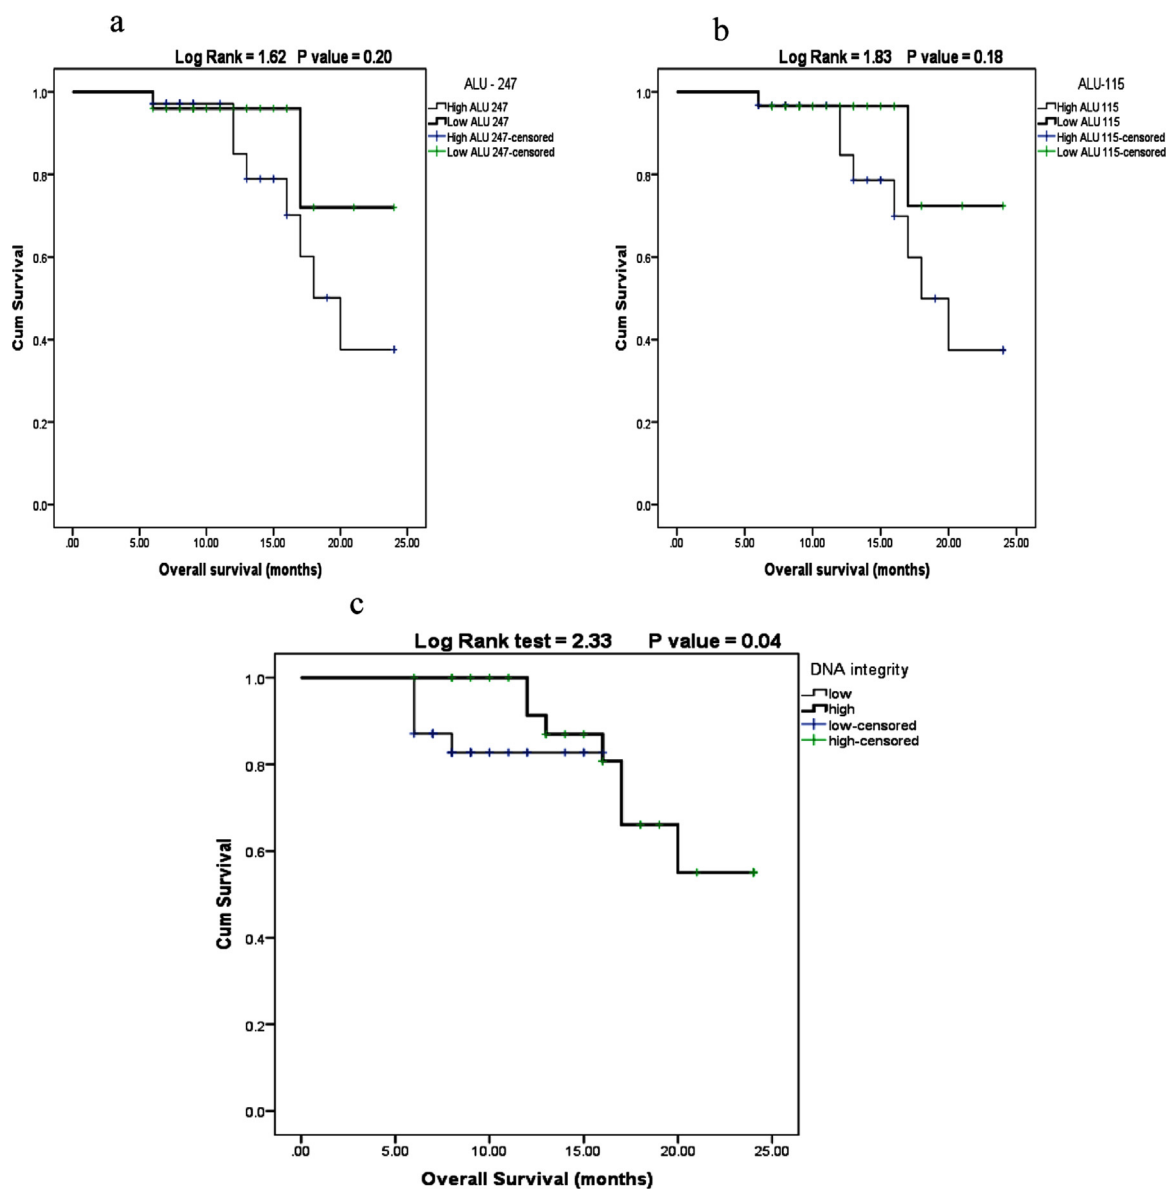 a
Log Rank = 1.62 P value = 0.20
ALU - 247
High ALU 247
Low ALU 247
High ALU 247-censored
Low ALU 247-censored
1.0
0.8
0.6
0.4
0.2
0.0
Cum Survival
.00 5.00 10.00 15.00 20.00 25.00
Overall survival (months)
b
Log Rank = 1.83 P value = 0.18
ALU-115
High ALU 115
Low ALU 115
High ALU 115-censored
Low ALU 115-censored
1.0
0.8
0.6
0.4
0.2
0.0
Cum Survival
.00 5.00 10.00 15.00 20.00 25.00
Overall survival (months)
c
Log Rank test = 2.33 P value = 0.04
DNA integrity
low
high
low-censored
high-censored
1.0
0.8
0.6
0.4
0.2
0.0
Cum Survival
.00 5.00 10.00 15.00 20.00 25.00
Overall Survival (months)